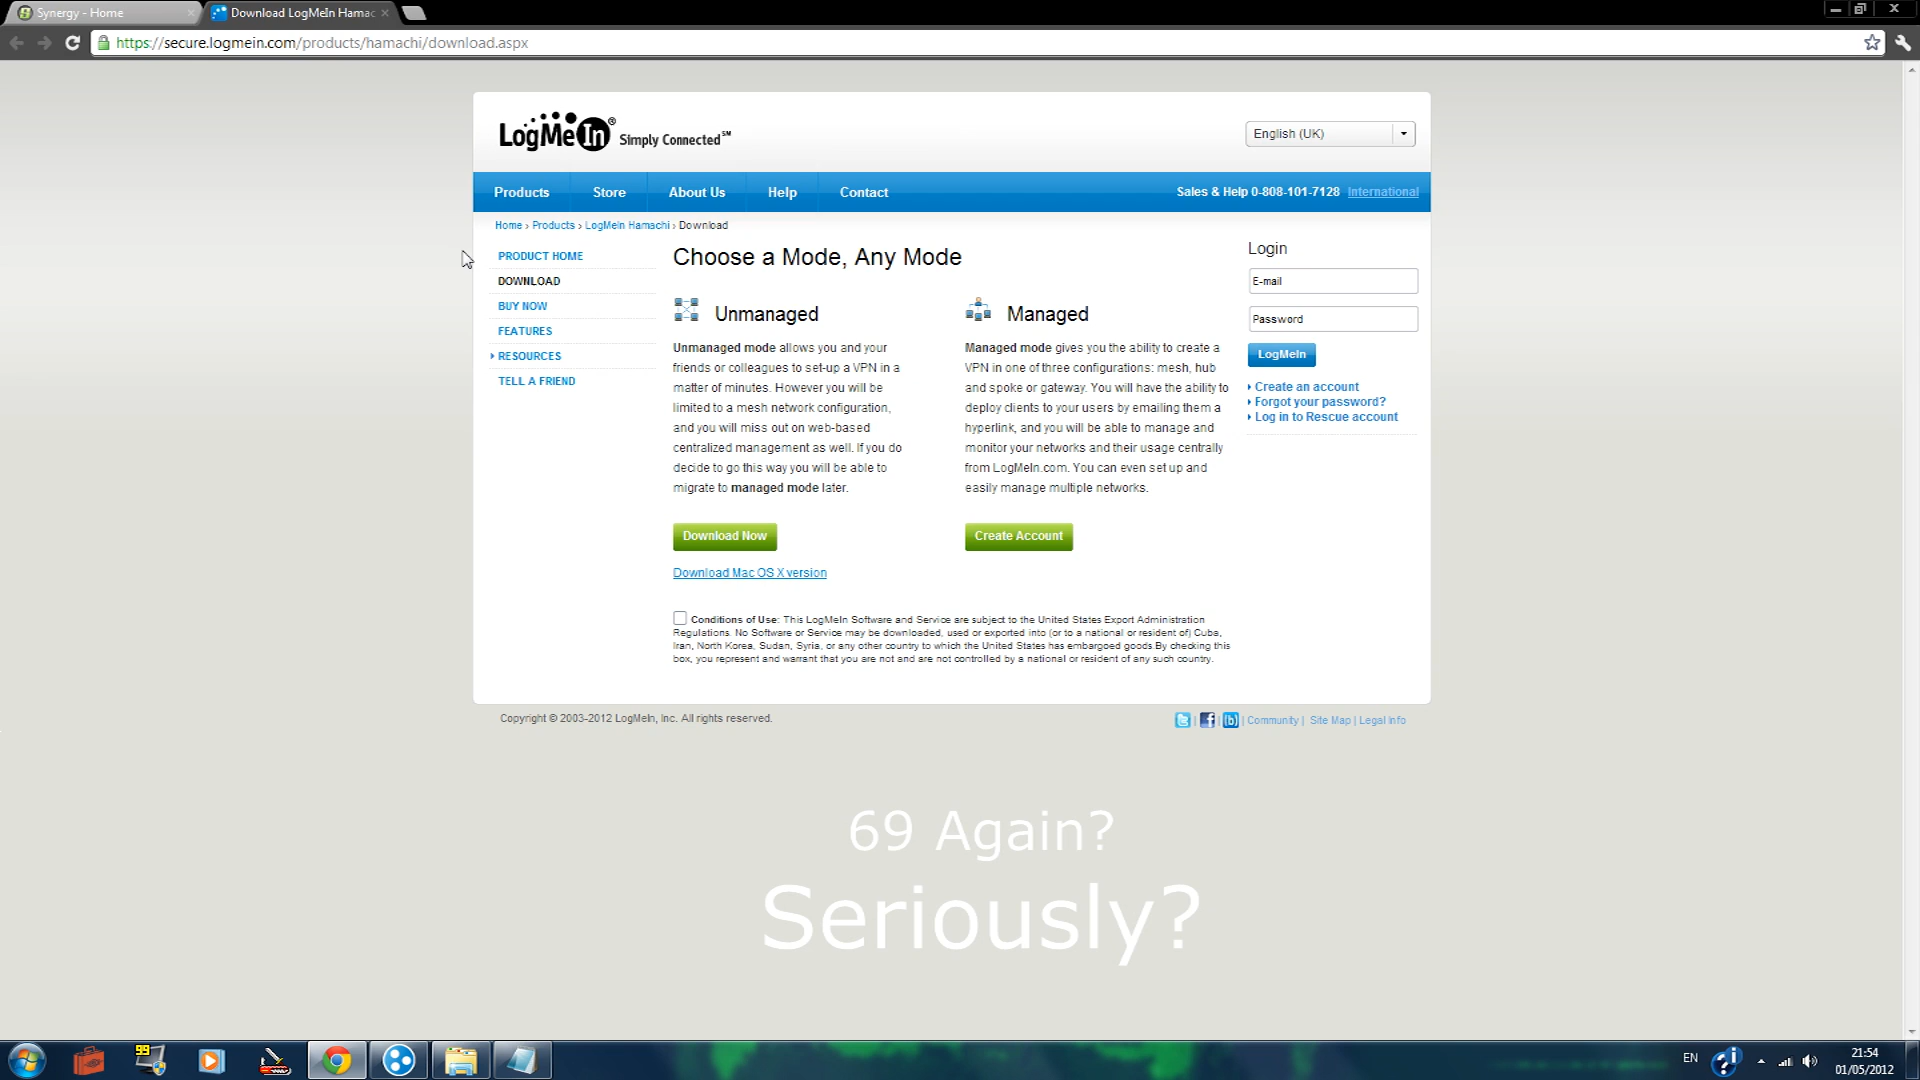 Synergy - Home
Download LogMeIn Hamac
https://secure.logmein.com/products/hamachi/download.aspx
LogMeIn® Simply Connected℠
English (UK)
Products
Store
About Us
Help
Contact
Sales & Help 0-808-101-7128 International
Home › Products › LogMeIn Hamachi › Download
PRODUCT HOME
DOWNLOAD
BUY NOW
FEATURES
RESOURCES
TELL A FRIEND
Choose a Mode, Any Mode
Unmanaged
Unmanaged mode allows you and your
friends or colleagues to set-up a VPN in a
matter of minutes. However you will be
limited to a mesh network configuration,
and you will miss out on web-based
centralized management as well. If you do
decide to go this way you will be able to
migrate to managed mode later.
Download Now
Download Mac OS X version
Managed
Managed mode gives you the ability to create a
VPN in one of three configurations: mesh, hub
and spoke or gateway. You will have the ability to
deploy clients to your users by emailing them a
hyperlink, and you will be able to manage and
monitor your networks and their usage centrally
from LogMeIn.com. You can even set up and
easily manage multiple networks.
Create Account
Conditions of Use: This LogMeIn Software and Service are subject to the United States Export Administration
Regulations. No Software or Service may be downloaded, used or exported into (or to a national or resident of) Cuba,
Iran, North Korea, Sudan, Syria, or any other country to which the United States has embargoed goods.By checking this
box, you represent and warrant that you are not and are not controlled by a national or resident of any such country.
Login
E-mail
Password
LogMeIn
Create an account
Forgot your password?
Log in to Rescue account
Copyright © 2003-2012 LogMeIn, Inc. All rights reserved.
Community | Site Map | Legal Info
69 Again?
Seriously?
99
EN
21:54
01/05/2012